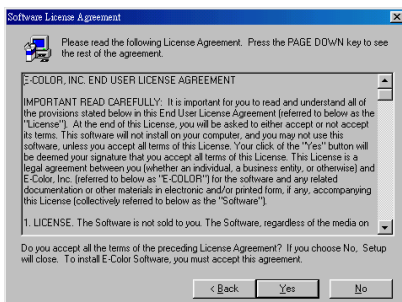 Software License Agreement
Please read the following License Agreement. Press the PAGE DOWN key to see
the rest of the agreement.
E-COLOR, INC. END USER LICENSE AGREEMENT
IMPORTANT READ CAREFULLY: It is important for you to read and understand all of
the provisions stated below in this End User License Agreement (referred to below as the
"License"). At the end of this License, you will be asked to either accept or not accept
its terms. This software will not install on your computer, and you may not use this
software, unless you accept all terms of this License. Your click of the "Yes" button will
be deemed your signature that you accept all terms of this License. This License is a
legal agreement between you (whether an individual, a business entity, or otherwise) and
E-Color, Inc. (referred to below as "E-COLOR") for the software and any related
documentation or other materials in electronic and/or printed form, if any, accompanying
this License (collectively referred to below as the "Software").
1. LICENSE. The Software is not sold to you. The Software, regardless of the media on
Do you accept all the terms of the preceding License Agreement? If you choose No, Setup
will close. To install E-Color Software, you must accept this agreement.
< Back
Yes
No